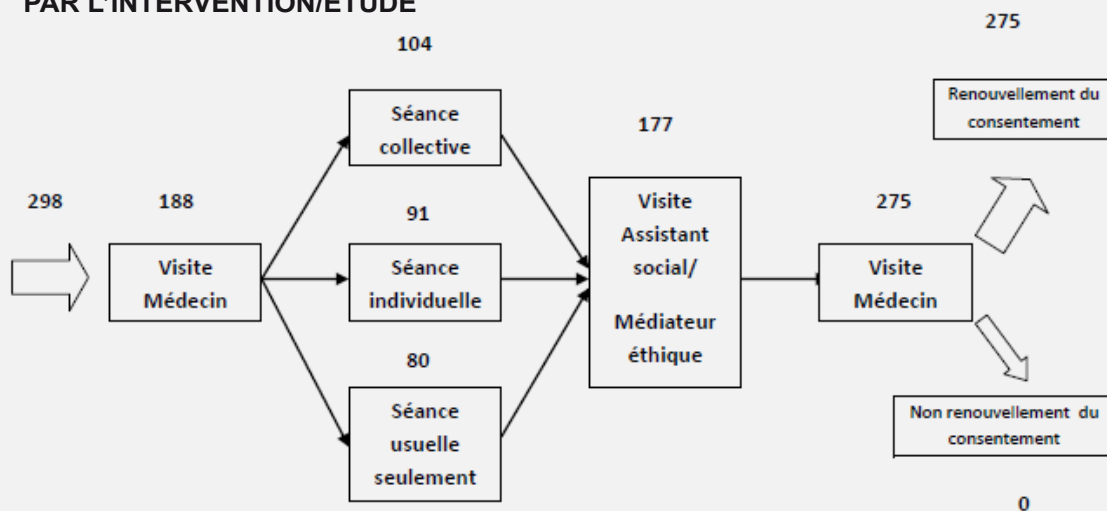 PAR L'INTERVENTION/ETUDE
298
188
Visite
Médecin
104
Séance
collective
91
Séance
individuelle
80
Séance
usuelle
seulement
177
Visite
Assistant
social/
Médiateur
éthique
275
Visite
Médecin
275
Renouvellement du
consentement
Non renouvellement du
consentement
0